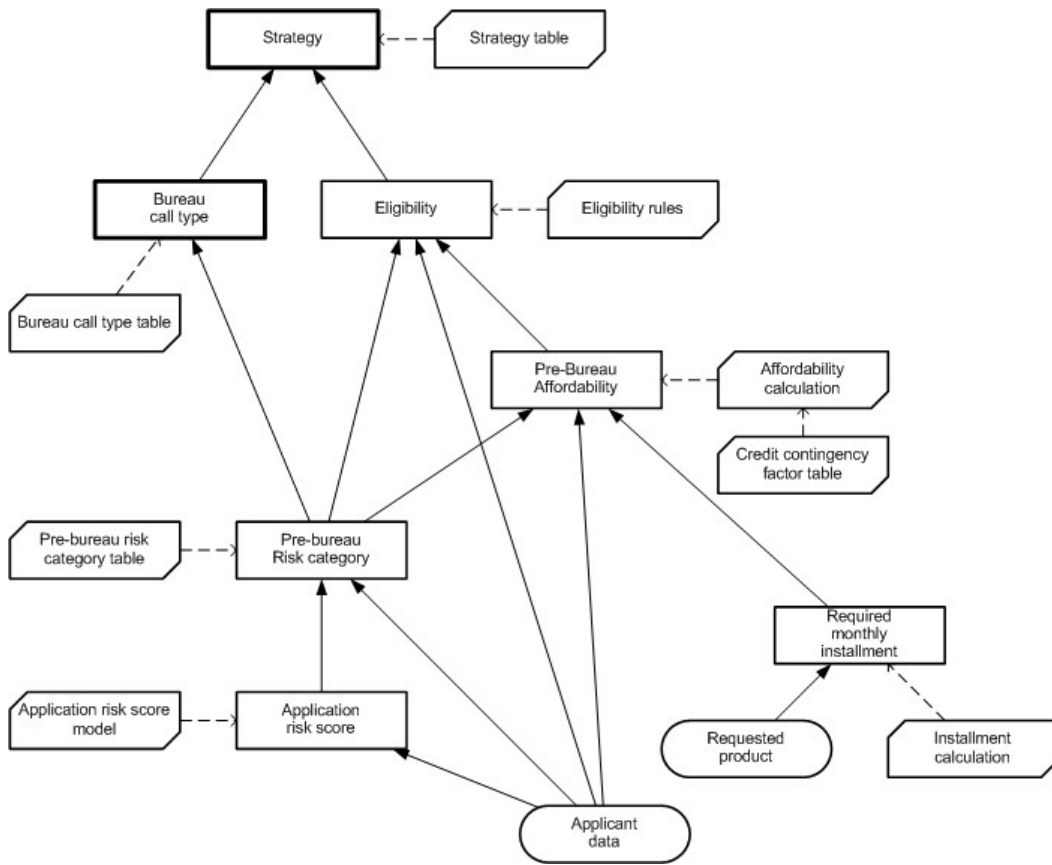 Strategy
Strategy table
Bureau
call type
Eligibility
Eligibility rules
Bureau call type table
Pre-Bureau
Affordability
Affordability
calculation
Credit contingency
factor table
Pre-bureau risk
category table
Pre-bureau
Risk category
Required
monthly
installment
Application risk score
model
Application
risk score
Requested
product
Installment
calculation
Applicant
data